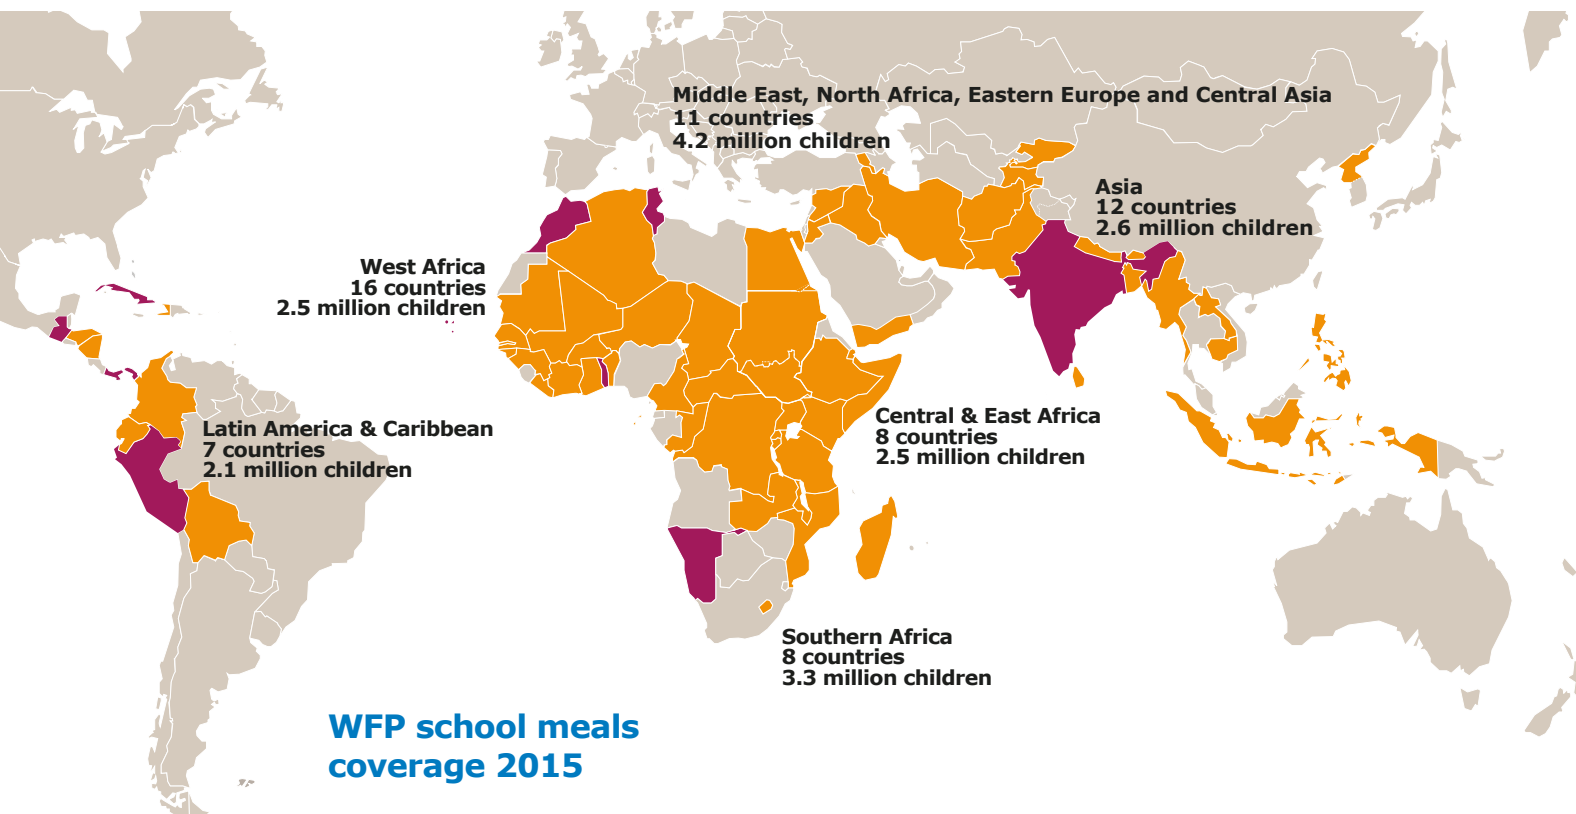 Middle East, North Africa, Eastern Europe and Central Asia
11 countries
4.2 million children
Asia
12 countries
2.6 million children
West Africa
16 countries
2.5 million children
Latin America & Caribbean
7 countries
2.1 million children
Central & East Africa
8 countries
2.5 million children
Southern Africa
8 countries
3.3 million children
WFP school meals
coverage 2015